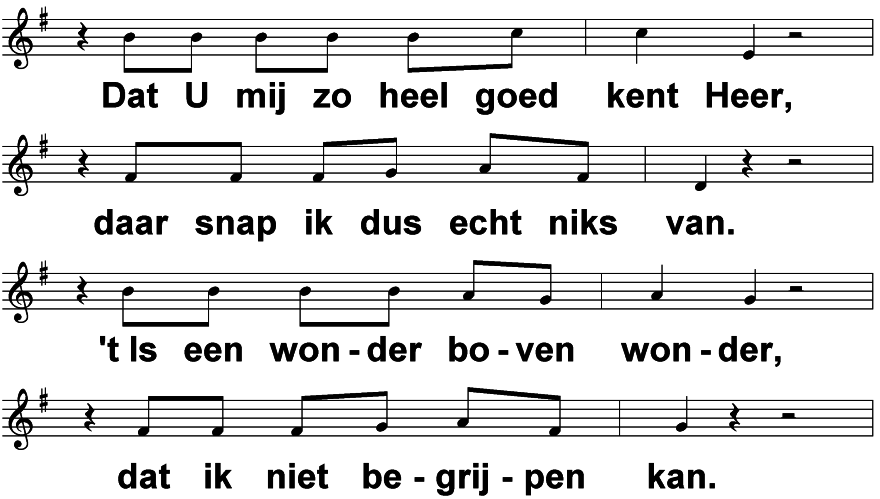 Dat U mij zo heel goed kent Heer,
daar snap ik dus echt niks van.
't Is een won - der bo - ven won - der,
dat ik niet be - grij - pen kan.